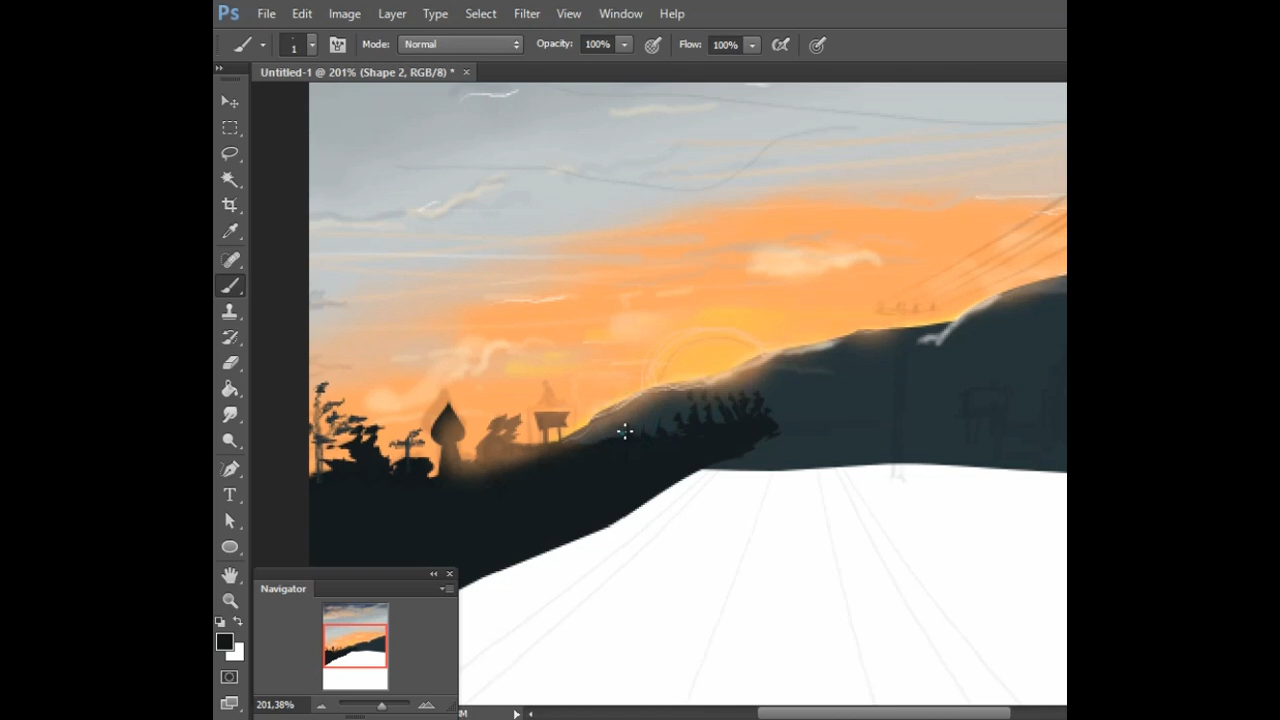 Ps File Edit Image Layer Type Select Filter View Window Help
1 Mode: Normal Opacity: 100% Flow: 100%
Untitled-1 @ 201% (Shape 2, RGB/8) * ×
T
Navigator
201,38%
M